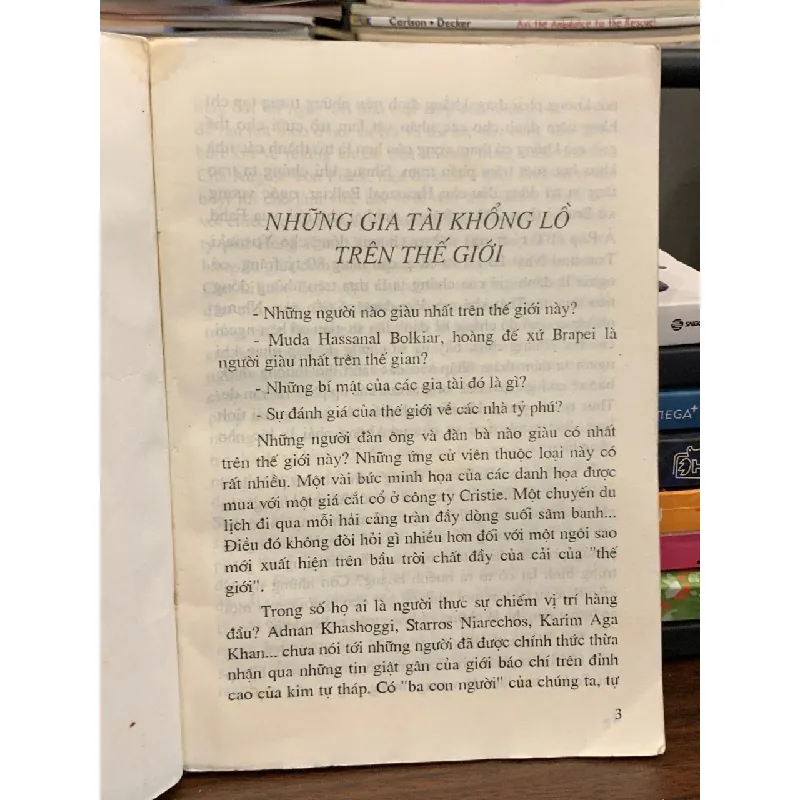 Carlson • Decker
NHỮNG GIA TÀI KHỔNG LỒ
TRÊN THẾ GIỚI
- Những người nào giàu nhất trên thế giới này?
- Muda Hassanal Bolkiar, hoàng đế xứ Brapei là
người giàu nhất trên thế gian?
- Những bí mật của các gia tài đó là gì?
- Sự đánh giá của thế giới về các nhà tỷ phú?
Những người đàn ông và đàn bà nào giàu có nhất
trên thế giới này? Những ứng cử viên thuộc loại này có
rất nhiều. Một vài bức minh họa của các danh họa được
mua với một giá cắt cổ ở công ty Cristie. Một chuyến du
lịch đi qua mỗi hải cảng tràn đầy dòng suối sâm banh...
Điều đó không đòi hỏi gì nhiều hơn đối với một ngôi sao
mới xuất hiện trên bầu trời chất đầy của cải của "thế
giới".
Trong số họ ai là người thực sự chiếm vị trí hàng
đầu? Adnan Khashoggi, Starros Niarechos, Karim Aga
Khan... chưa nói tới những người đã được chính thức thừa
nhận qua những tin giật gân của giới báo chí trên đỉnh
cao của kim tự tháp. Có "ba con người" của chúng ta, tự
3